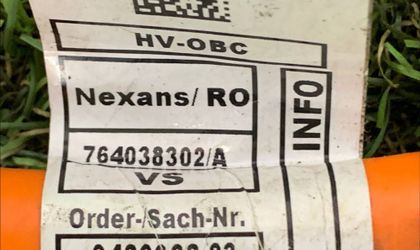 HV-OBC
Nexans/ RO
764038302/A
VS
INFO
Order-/Sach-Nr.